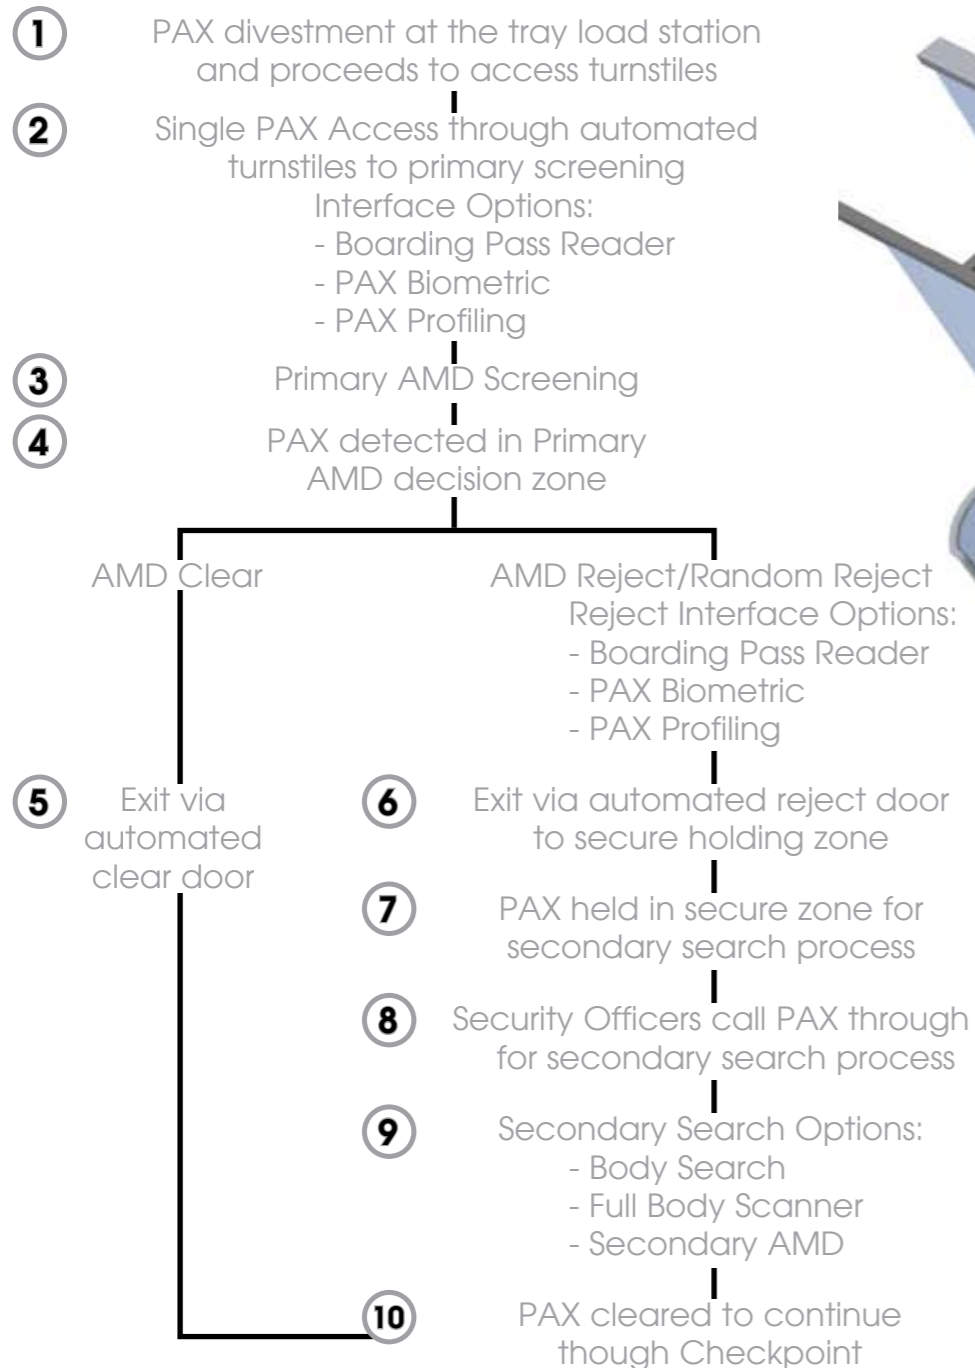 1
PAX divestment at the tray load station
and proceeds to access turnstiles
2
Single PAX Access through automated
turnstiles to primary screening
Interface Options:
- Boarding Pass Reader
- PAX Biometric
- PAX Profiling
3
Primary AMD Screening
4
PAX detected in Primary
AMD decision zone
AMD Clear
AMD Reject/Random Reject
Reject Interface Options:
- Boarding Pass Reader
- PAX Biometric
- PAX Profiling
5
Exit via
automated
clear door
6
Exit via automated reject door
to secure holding zone
7
PAX held in secure zone for
secondary search process
8
Security Officers call PAX through
for secondary search process
9
Secondary Search Options:
- Body Search
- Full Body Scanner
- Secondary AMD
10
PAX cleared to continue
though Checkpoint